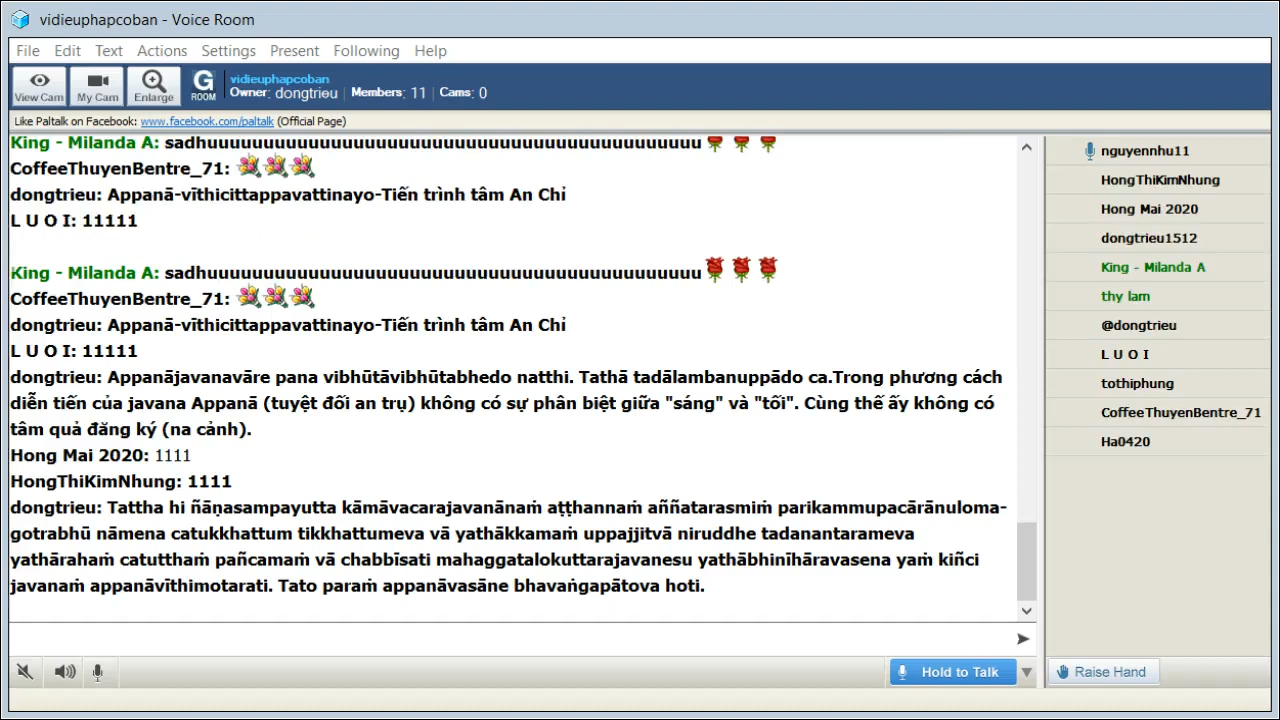 vidieuphapcoban - Voice Room
File Edit Text Actions Settings Present Following Help
View Cam My Cam Enlarge G ROOM vidieuphapcoban
Owner: dongtrieu Members: 11 Cams: 0
Like Paltalk on Facebook: www.facebook.com/paltalk (Official Page)
King - Milanda A: sadhuuuuuuuuuuuuuuuuuuuuuuuuuuuuuuuuuuuuuuuuuuuu
CoffeeThuyenBentre_71:
dongtrieu: Appanā-vīthicittappavattinayo-Tiến trình tâm An Chỉ
L U O I: 11111
King - Milanda A: sadhuuuuuuuuuuuuuuuuuuuuuuuuuuuuuuuuuuuuuuuuuuuu
CoffeeThuyenBentre_71:
dongtrieu: Appanā-vīthicittappavattinayo-Tiến trình tâm An Chỉ
L U O I: 11111
dongtrieu: Appanājavanavāre pana vibhūtāvibhūtabhedo natthi. Tathā tadālambanuppādo ca.Trong phương cách
diễn tiến của javana Appanā (tuyệt đối an trụ) không có sự phân biệt giữa "sáng" và "tối". Cùng thế ấy không có
tâm quả đăng ký (na cảnh).
Hong Mai 2020: 1111
HongThiKimNhung: 1111
dongtrieu: Tattha hi ñāṇasampayutta kāmāvacarajavanānaṁ aṭṭhannaṁ aññatarasmiṁ parikammupacārānuloma-
gotrabhū nāmena catukkhattum tikkhattumeva vā yathākkamaṁ uppajjitvā niruddhe tadanantarameva
yathārahaṁ catutthaṁ pañcamaṁ vā chabbīsati mahaggatalokuttarajavanesu yathābhinīhāravasena yaṁ kiñci
javanaṁ appanāvīthimotarati. Tato paraṁ appanāvasāne bhavaṅgapātova hoti.
nguyennhu11
HongThiKimNhung
Hong Mai 2020
dongtrieu1512
King - Milanda A
thy lam
@dongtrieu
L U O I
tothiphung
CoffeeThuyenBentre_71
Ha0420
Hold to Talk
Raise Hand